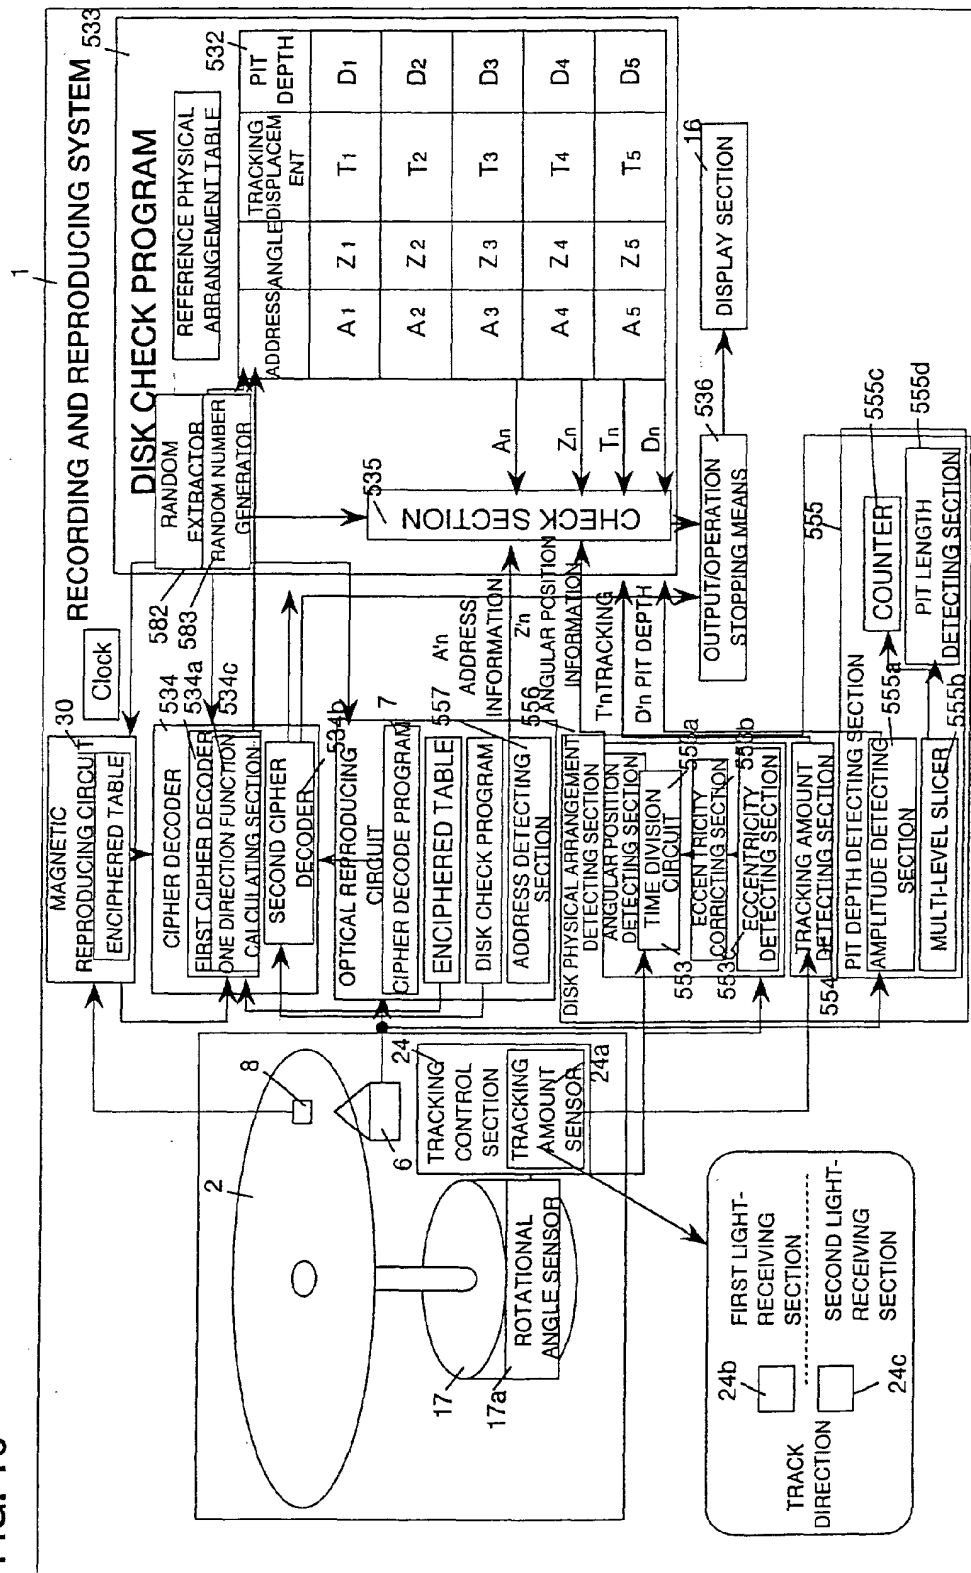 1
RECORDING AND REPRODUCING SYSTEM
533
DISK CHECK PROGRAM
REFERENCE PHYSICAL
ARRANGEMENT TABLE
532
ADDRESS ANGLE TRACKING DISPLACEM ENT PIT DEPTH
A1 Z1 T1 D1
A2 Z2 T2 D2
A3 Z3 T3 D3
A4 Z4 T4 D4
A5 Z5 T5 D5
RANDOM
EXTRACTOR
RANDOM NUMBER
GENERATOR
582
583
535
CHECK SECTION
An
Zn
Tn
Dn
Clock
30
MAGNETIC
REPRODUCING CIRCUIT
ENCIPHERED TABLE
534
534a
534c
CIPHER DECODER
FIRST CIPHER DECODER
ONE DIRECTION FUNCTION
CALCULATING SECTION
SECOND CIPHER
DECODER
534b
OPTICAL REPRODUCING
CIRCUIT
7
CIPHER DECODE PROGRAM
ENCIPHERED TABLE
DISK CHECK PROGRAM
557
ADDRESS DETECTING
SECTION
556
A'n
ADDRESS
INFORMATION
Z'n
ANGULAR POSITION
INFORMATION
T'n TRACKING
D'n PIT DEPTH
DISK PHYSICAL ARRANGEMENT
DETECTING SECTION
ANGULAR POSITION
DETECTING SECTION
553a
TIME DIVISION
CIRCUIT
553
ECCENTRICITY
CORRICTING SECTION
553b
553c
ECCENTRICITY
DETECTING SECTION
TRACKING AMOUNT
DETECTING SECTION
554
PIT DEPTH DETECTING SECTION
555
AMPLITUDE DETECTING
SECTION
555a
MULTI-LEVEL SLICER
555b
COUNTER
555c
PIT LENGTH
DETECTING SECTION
555d
OUTPUT/OPERATION
STOPPING MEANS
536
DISPLAY SECTION
16
2
8
6
24
TRACKING
CONTROL
SECTION
TRACKING
AMOUNT
SENSOR
24a
17
17a
ROTATIONAL
ANGLE SENSOR
24b
FIRST LIGHT-
RECEIVING
SECTION
SECOND LIGHT-
RECEIVING
SECTION
24c
TRACK
DIRECTION